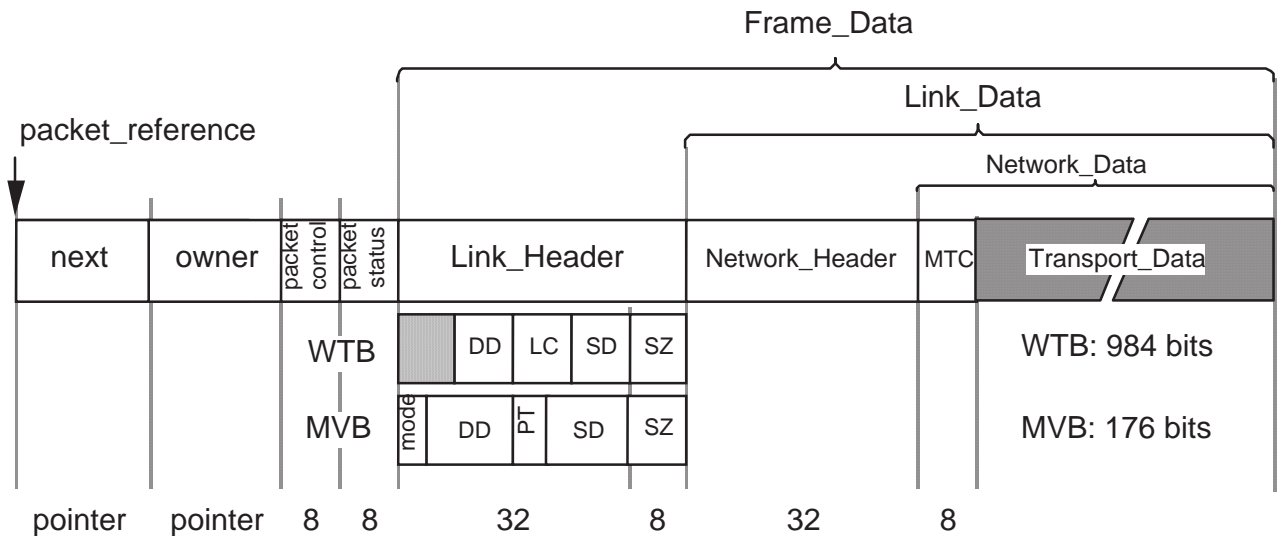 Frame_Data
Link_Data
packet_reference
Network_Data
next owner packet control packet status Link_Header Network_Header MTC Transport_Data
WTB DD LC SD SZ WTB: 984 bits
MVB mode DD PT SD SZ MVB: 176 bits
pointer pointer 8 8 32 8 32 8